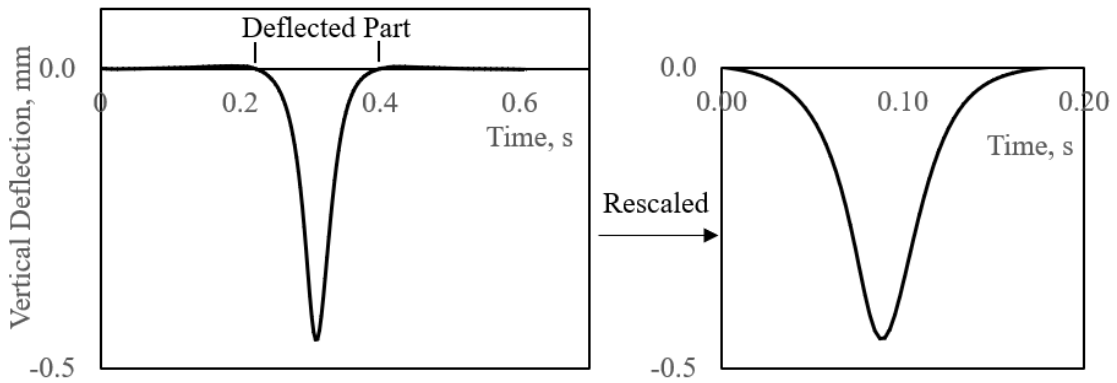 Deflected Part
Vertical Deflection, mm
0.0
0
0.2
0.4
0.6
Time, s
-0.5
Rescaled
0.0
0.00
0.10
0.20
Time, s
-0.5